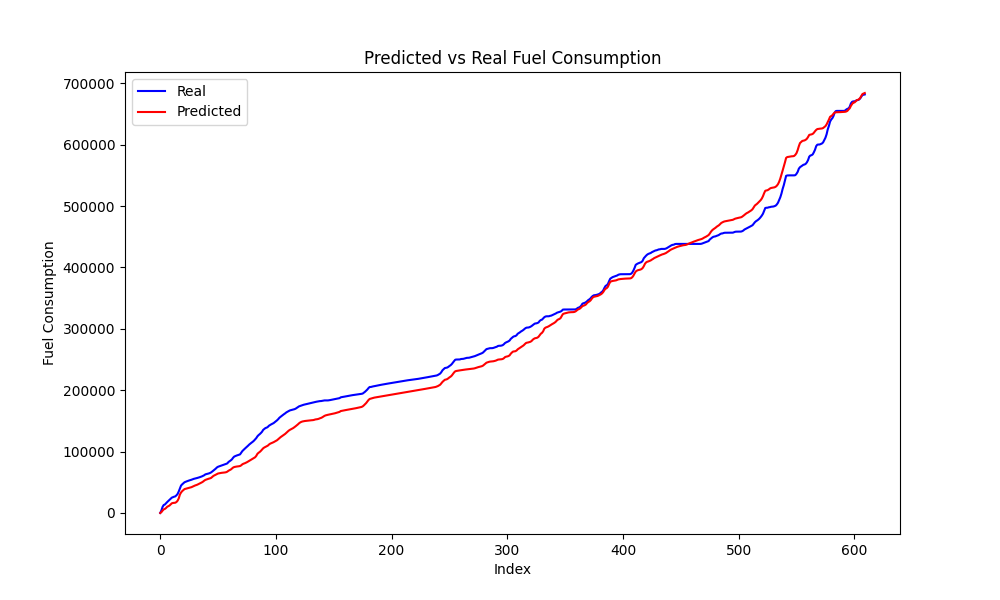 Predicted vs Real Fuel Consumption
Real
Predicted
700000
600000
500000
400000
300000
200000
100000
0
Fuel Consumption
0 100 200 300 400 500 600
Index